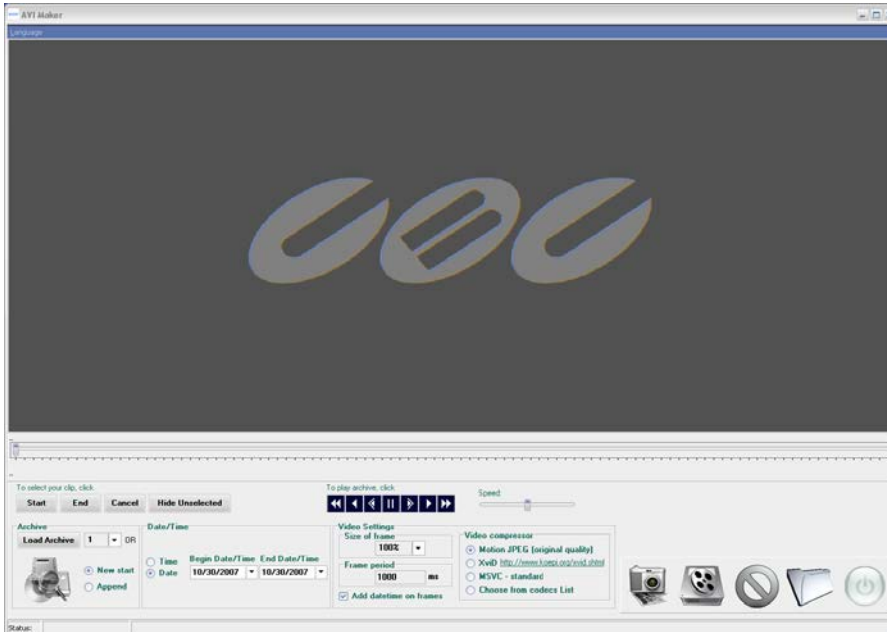 AVI Maker
Language
To select your clip, click
To play archive, click
Speed
Start End Cancel Hide Unselected
Archive
Load Archive 1 OR
New start
Append
Date/Time
Time
Date
Begin Date/Time End Date/Time
10/30/2007 10/30/2007
Video Settings
Size of frame
100%
Frame period
1000 ms
Add datetime on frames
Video compressor
Motion JPEG (original quality)
XviD http://www.koepi.org/xvid.shtml
MSVC - standard
Choose from codecs List
Status: